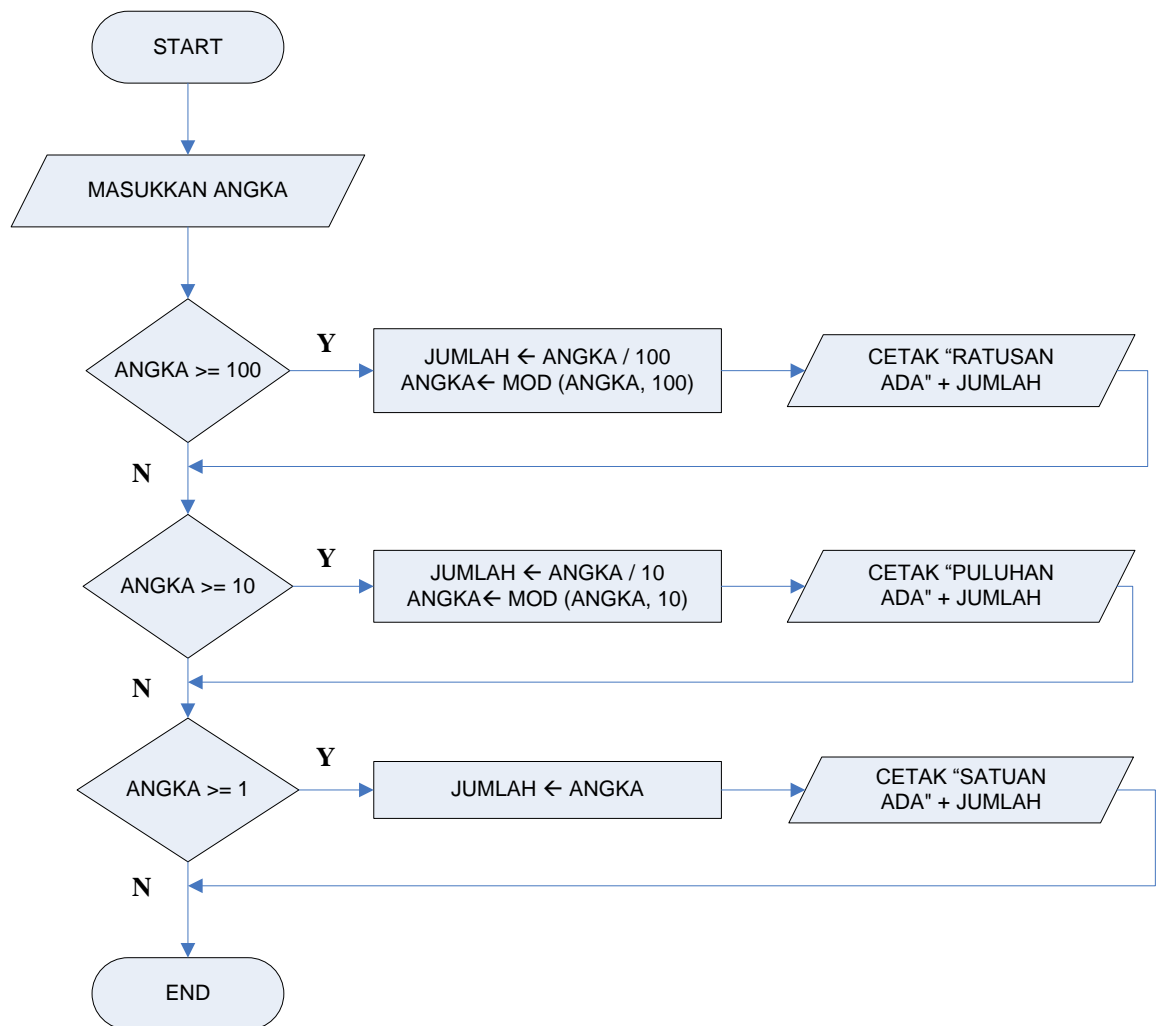 START
MASUKKAN ANGKA
ANGKA >= 100
Y
JUMLAH ← ANGKA / 100
ANGKA← MOD (ANGKA, 100)
CETAK “RATUSAN
ADA" + JUMLAH
N
ANGKA >= 10
Y
JUMLAH ← ANGKA / 10
ANGKA← MOD (ANGKA, 10)
CETAK “PULUHAN
ADA" + JUMLAH
N
ANGKA >= 1
Y
JUMLAH ← ANGKA
CETAK “SATUAN
ADA" + JUMLAH
N
END